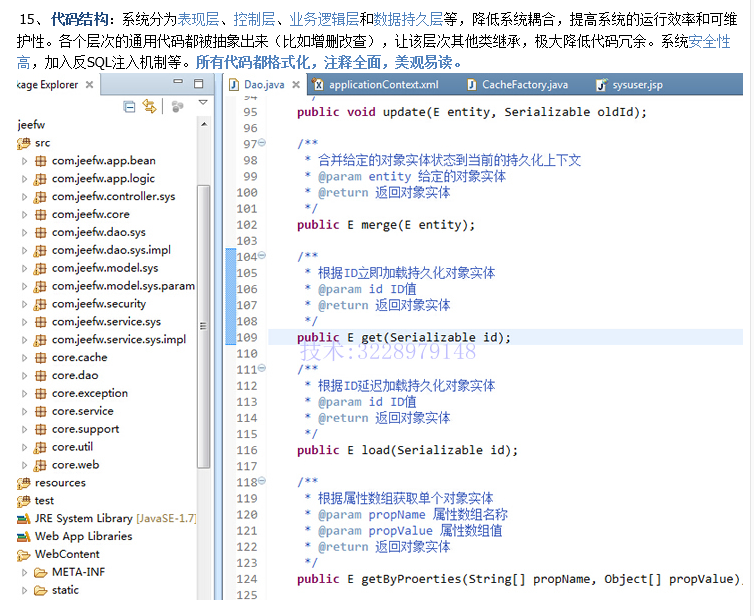 15、代码结构：系统分为表现层、控制层、业务逻辑层和数据持久层等，降低系统耦合，提高系统的运行效率和可维
护性。各个层次的通用代码都被抽象出来（比如增删改查），让该层次其他类继承，极大降低代码冗余。系统安全性
高，加入反SQL注入机制等。所有代码都格式化，注释全面，美观易读。
kage Explorer
Dao.java
applicationContext.xml
CacheFactory.java
sysuser.jsp
jeefw
src
com.jeefw.app.bean
com.jeefw.app.logic
com.jeefw.controller.sys
com.jeefw.core
com.jeefw.dao.sys
com.jeefw.dao.sys.impl
com.jeefw.model.sys
com.jeefw.model.sys.param
com.jeefw.security
com.jeefw.service.sys
com.jeefw.service.sys.impl
core.cache
core.dao
core.exception
core.service
core.support
core.util
core.web
resources
test
JRE System Library [JavaSE-1.7]
Web App Libraries
WebContent
META-INF
static
94 */
95 public void update(E entity, Serializable oldId);
96
97 /**
98 * 合并给定的对象实体状态到当前的持久化上下文
99 * @param entity 给定的对象实体
100 * @return 返回对象实体
101 */
102 public E merge(E entity);
103
104 /**
105 * 根据ID立即加载持久化对象实体
106 * @param id ID值
107 * @return 返回对象实体
108 */
109 public E get(Serializable id);
110
技术:3228979148
111 /**
112 * 根据ID延迟加载持久化对象实体
113 * @param id ID值
114 * @return 返回对象实体
115 */
116 public E load(Serializable id);
117
118 /**
119 * 根据属性数组获取单个对象实体
120 * @param propName 属性数组名称
121 * @param propValue 属性数组值
122 * @return 返回对象实体
123 */
124 public E getByProerties(String[] propName, Object[] propValue)
125